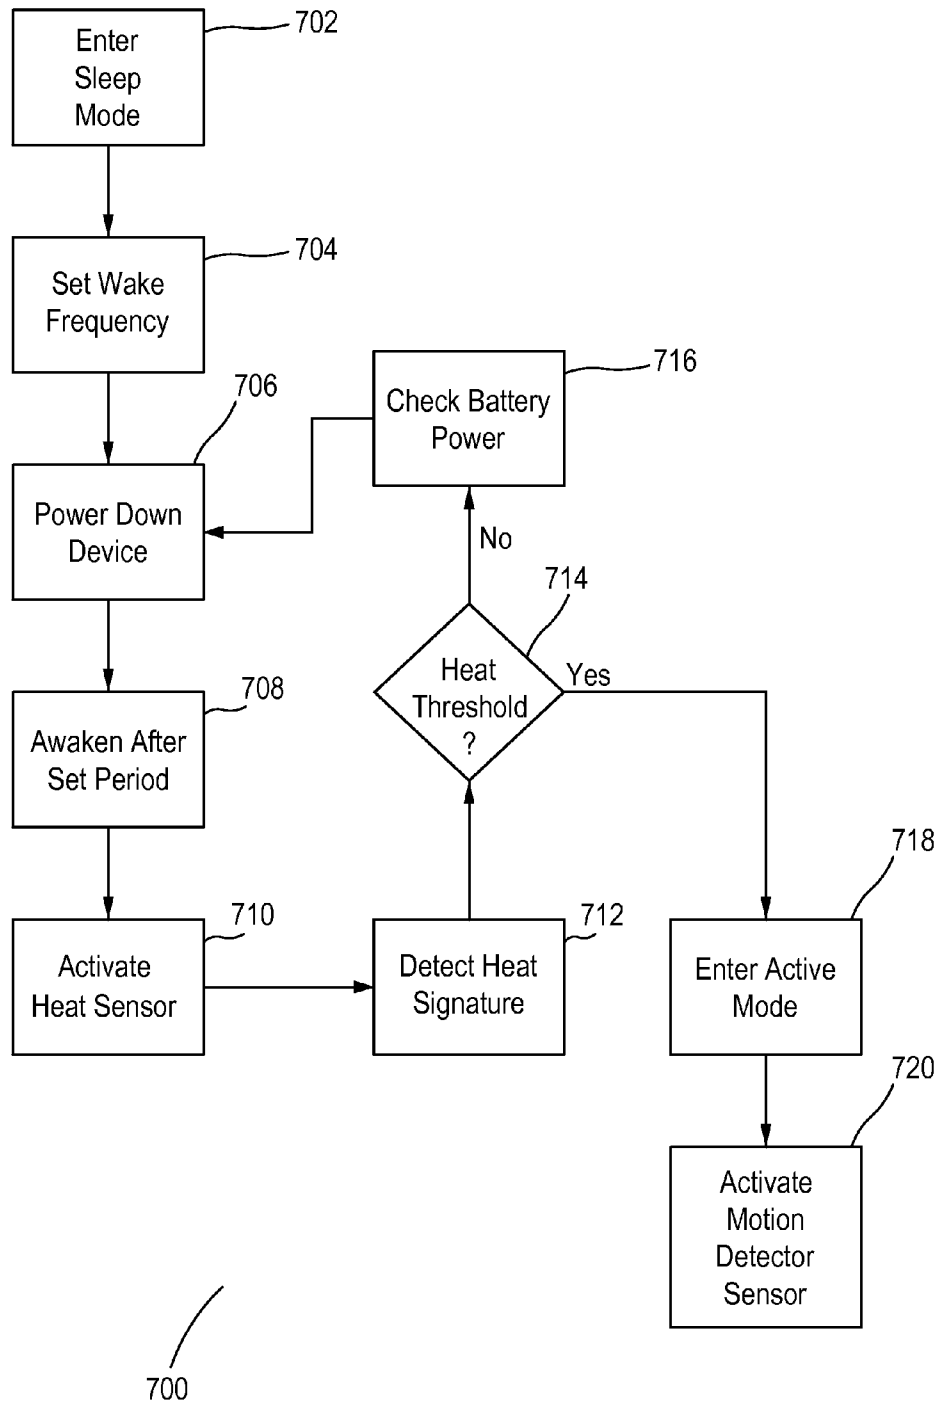 Enter
Sleep
Mode
702
Set Wake
Frequency
704
Power Down
Device
706
Awaken After
Set Period
708
Activate
Heat Sensor
710
Detect Heat
Signature
712
Heat
Threshold
?
714
No
Check Battery
Power
716
Yes
Enter Active
Mode
718
Activate
Motion
Detector
Sensor
720
700